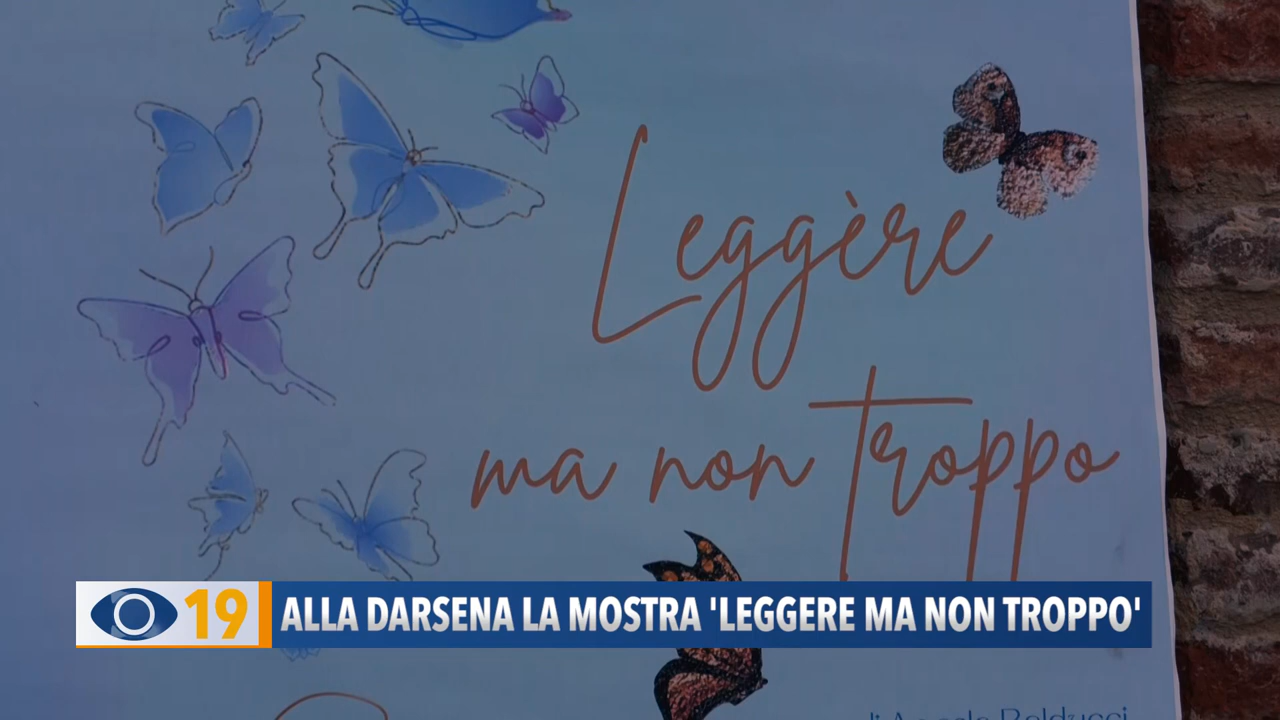 Leggère
ma non troppo
19 ALLA DARSENA LA MOSTRA 'LEGGERE MA NON TROPPO'